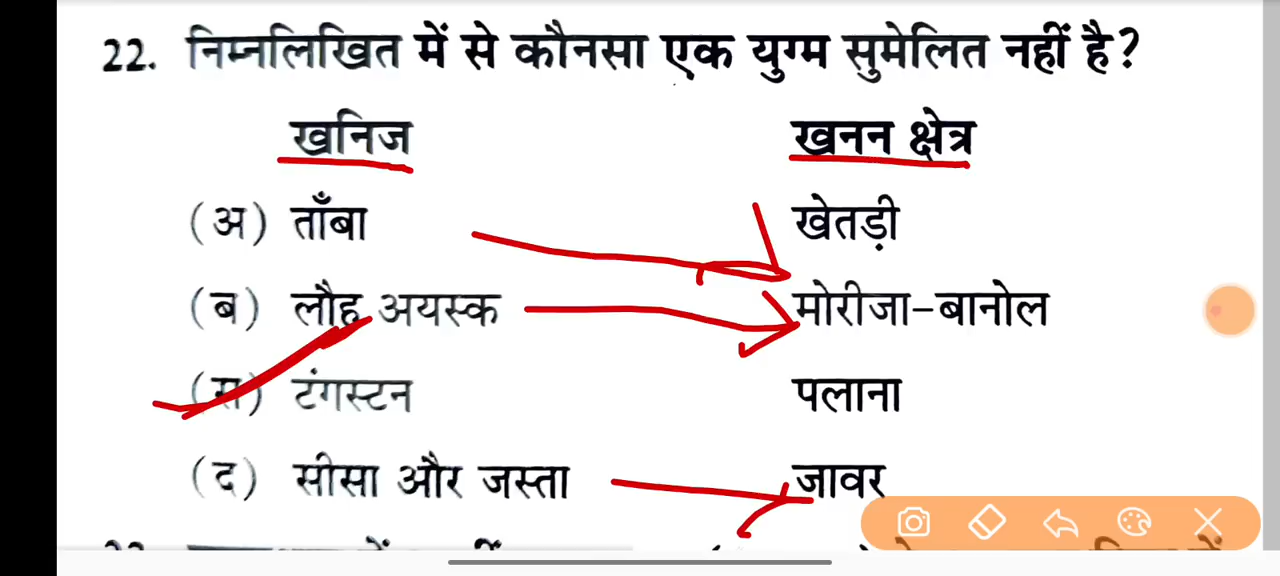 22. निम्नलिखित में से कौनसा एक युग्म सुमेलित नहीं है?
खनिज खनन क्षेत्र
(अ) ताँबा खेतड़ी
(ब) लौह अयस्क मोरीजा-बानोल
(स) टंगस्टन पलाना
(द) सीसा और जस्ता जावर